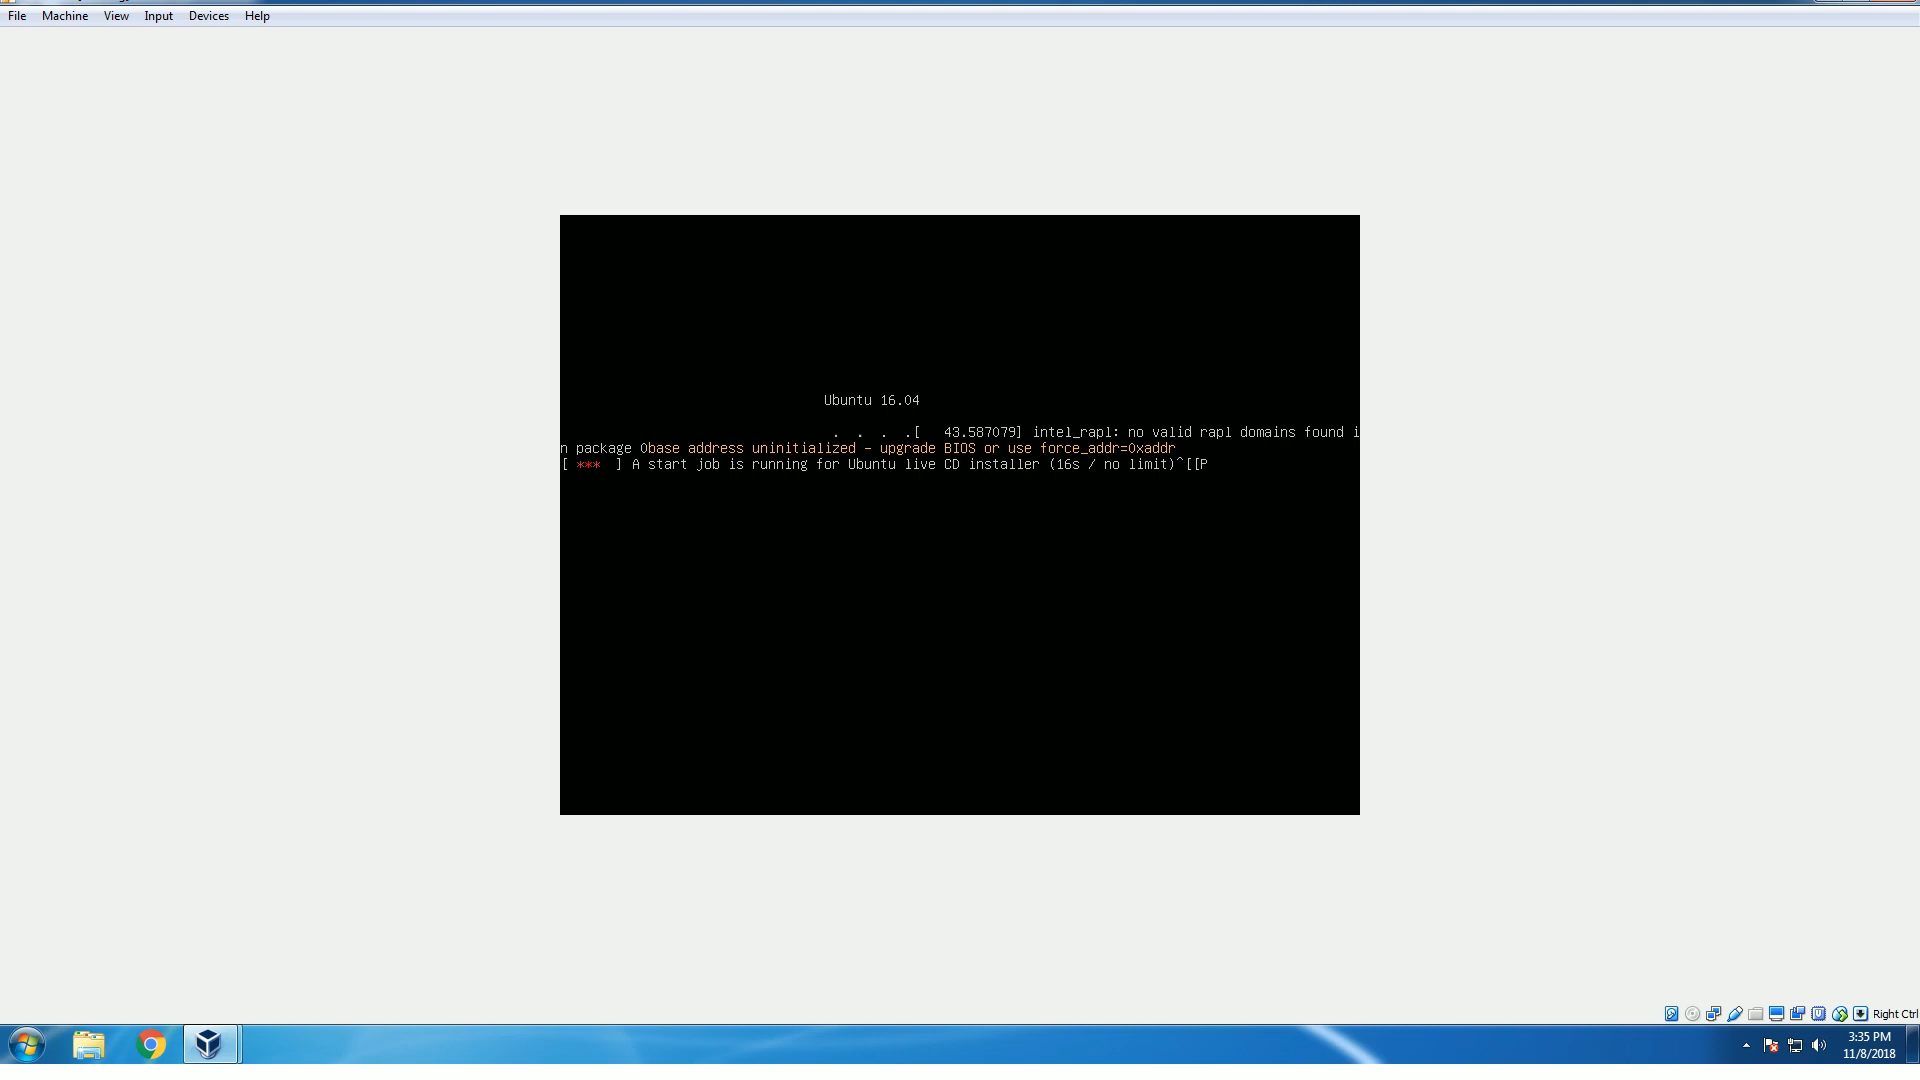 File Machine View Input Devices Help
Ubuntu 16.04
. . . .[   43.587079] intel_rapl: no valid rapl domains found i
n package 0base address uninitialized - upgrade BIOS or use force_addr=0xaddr
[ ***  ] A start job is running for Ubuntu live CD installer (16s / no limit)^[[P
Right Ctrl
3:35 PM
11/8/2018